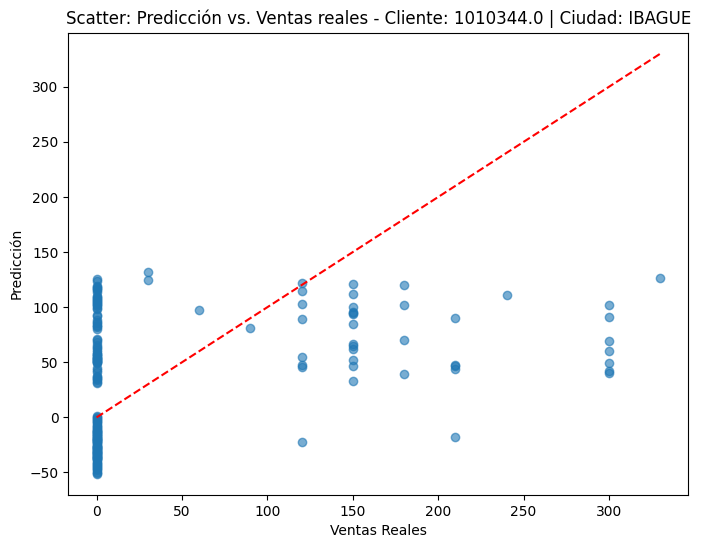 Scatter: Predicción vs. Ventas reales - Cliente: 1010344.0 | Ciudad: IBAGUE
300
250
200
150
100
50
0
−50
Predicción
0 50 100 150 200 250 300
Ventas Reales